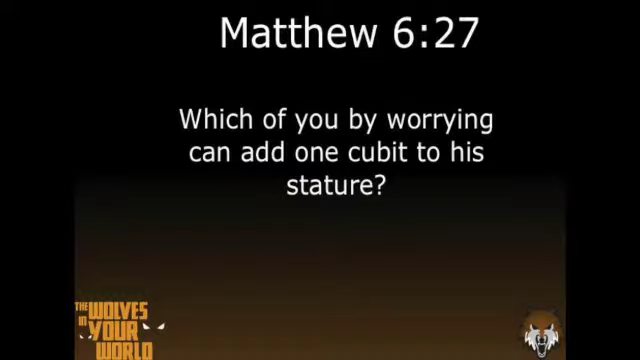 Matthew 6:27
Which of you by worrying
can add one cubit to his
stature?
THE WOLVES
IN YOUR
WORLD